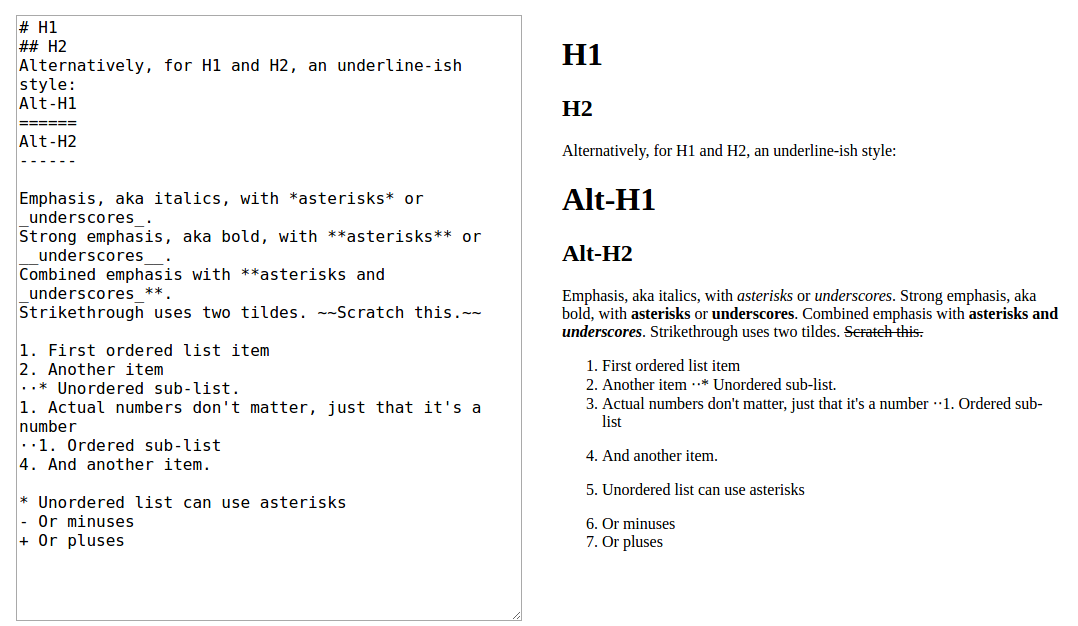 # H1
## H2
Alternatively, for H1 and H2, an underline-ish
style:
Alt-H1
======
Alt-H2
------
Emphasis, aka italics, with *asterisks* or
_underscores_.
Strong emphasis, aka bold, with **asterisks** or
__underscores__.
Combined emphasis with **asterisks and
_underscores_**.
Strikethrough uses two tildes. ~~Scratch this.~~
1. First ordered list item
2. Another item
··* Unordered sub-list.
1. Actual numbers don't matter, just that it's a
number
··1. Ordered sub-list
4. And another item.
* Unordered list can use asterisks
- Or minuses
+ Or pluses
H1
H2
Alternatively, for H1 and H2, an underline-ish style:
Alt-H1
Alt-H2
Emphasis, aka italics, with asterisks or underscores. Strong emphasis, aka
bold, with asterisks or underscores. Combined emphasis with asterisks and
underscores. Strikethrough uses two tildes. Scratch this.
1. First ordered list item
2. Another item ··* Unordered sub-list.
3. Actual numbers don't matter, just that it's a number ··1. Ordered sub-
list
4. And another item.
5. Unordered list can use asterisks
6. Or minuses
7. Or pluses